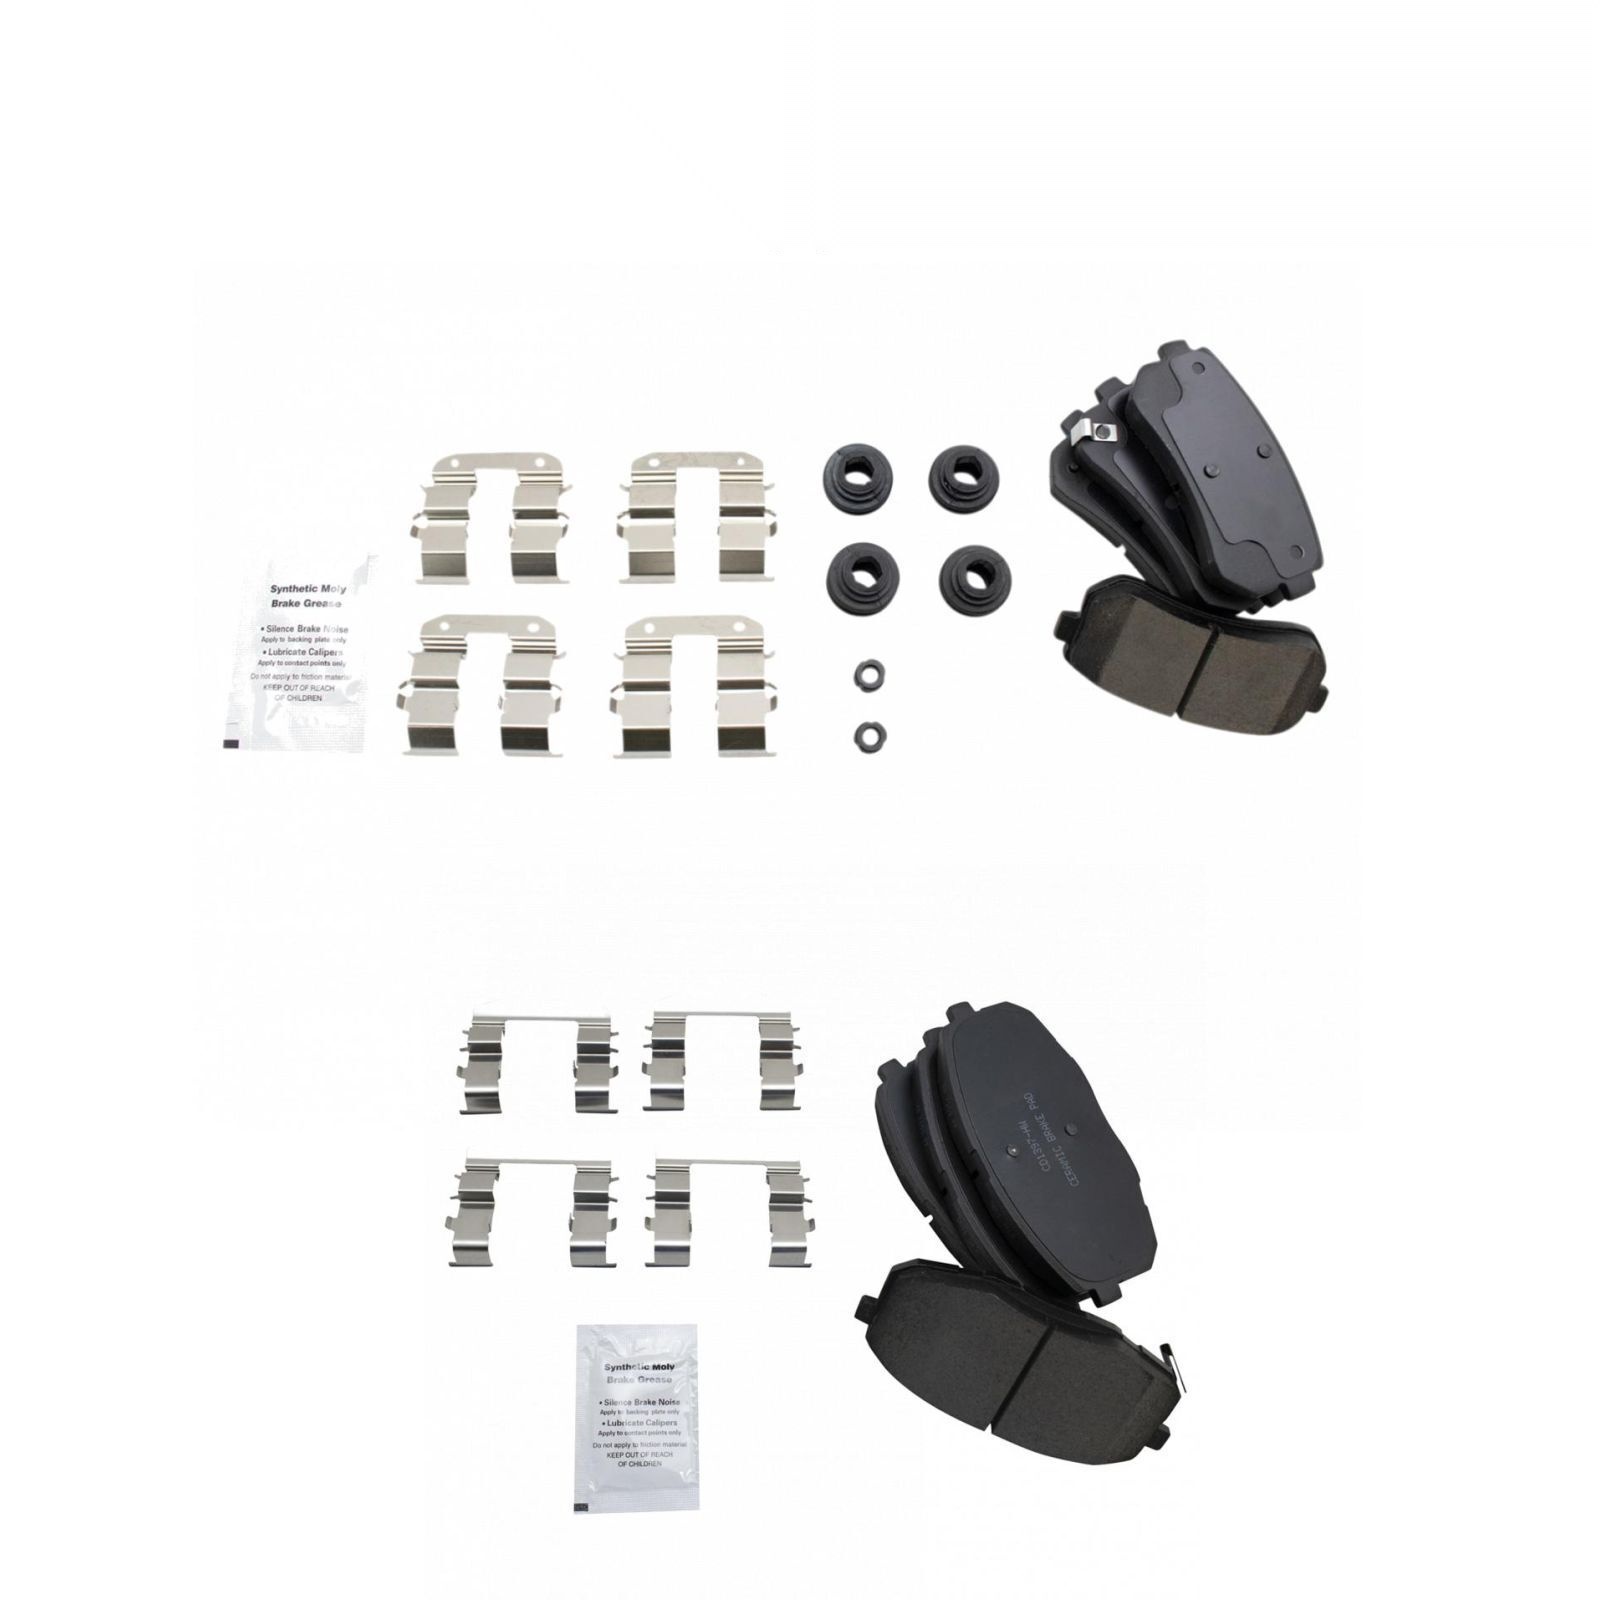 Synthetic Moly
Brake Grease
• Silence Brake Noise
Apply to backing plate only
• Lubricate Calipers
Apply to contact points only
Do not apply to friction material
KEEP OUT OF REACH
OF CHILDREN
CERAMIC BRAKE PAD
CD1397-HN
Synthetic Moly
Brake Grease
• Silence Brake Noise
Apply to backing plate only
• Lubricate Calipers
Apply to contact points only
Do not apply to friction material
KEEP OUT OF REACH
OF CHILDREN